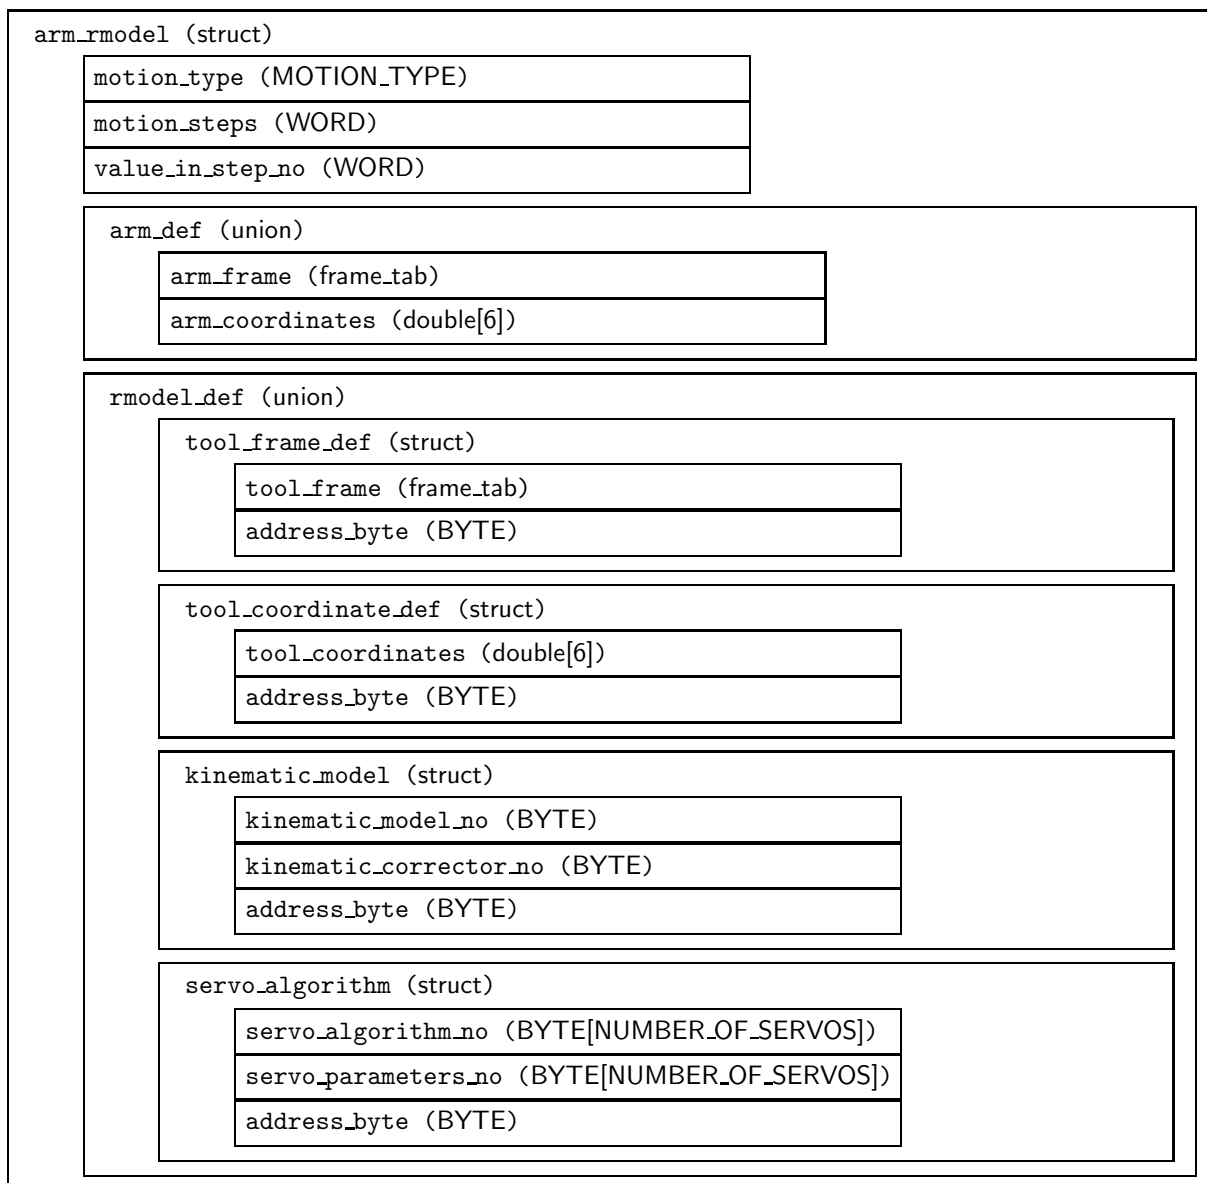 arm_rmodel (struct)
motion_type (MOTION_TYPE)
motion_steps (WORD)
value_in_step_no (WORD)
arm_def (union)
arm_frame (frame_tab)
arm_coordinates (double[6])
rmodel_def (union)
tool_frame_def (struct)
tool_frame (frame_tab)
address_byte (BYTE)
tool_coordinate_def (struct)
tool_coordinates (double[6])
address_byte (BYTE)
kinematic_model (struct)
kinematic_model_no (BYTE)
kinematic_corrector_no (BYTE)
address_byte (BYTE)
servo_algorithm (struct)
servo_algorithm_no (BYTE[NUMBER_OF_SERVOS])
servo_parameters_no (BYTE[NUMBER_OF_SERVOS])
address_byte (BYTE)